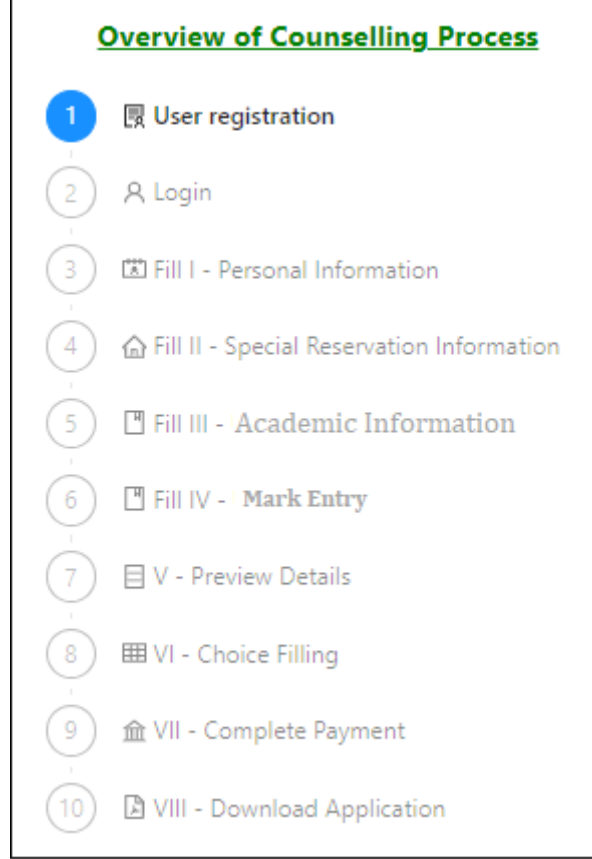 Overview of Counselling Process
1 User registration
2 Login
3 Fill I - Personal Information
4 Fill II - Special Reservation Information
5 Fill III - Academic Information
6 Fill IV - Mark Entry
7 V - Preview Details
8 VI - Choice Filling
9 VII - Complete Payment
10 VIII - Download Application